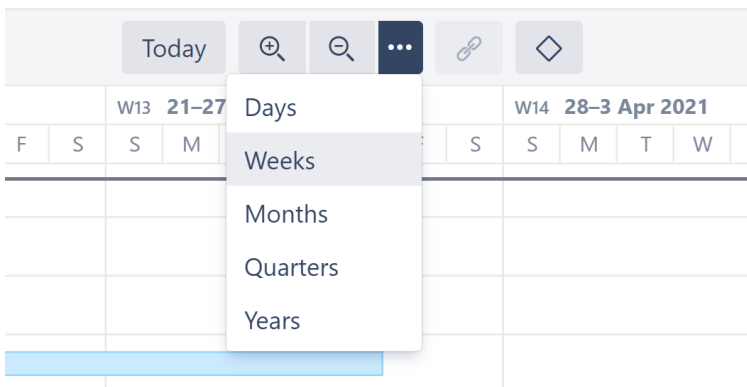 Today
W13 21–27
W14 28–3 Apr 2021
F S S M S S M T W
Days
Weeks
Months
Quarters
Years